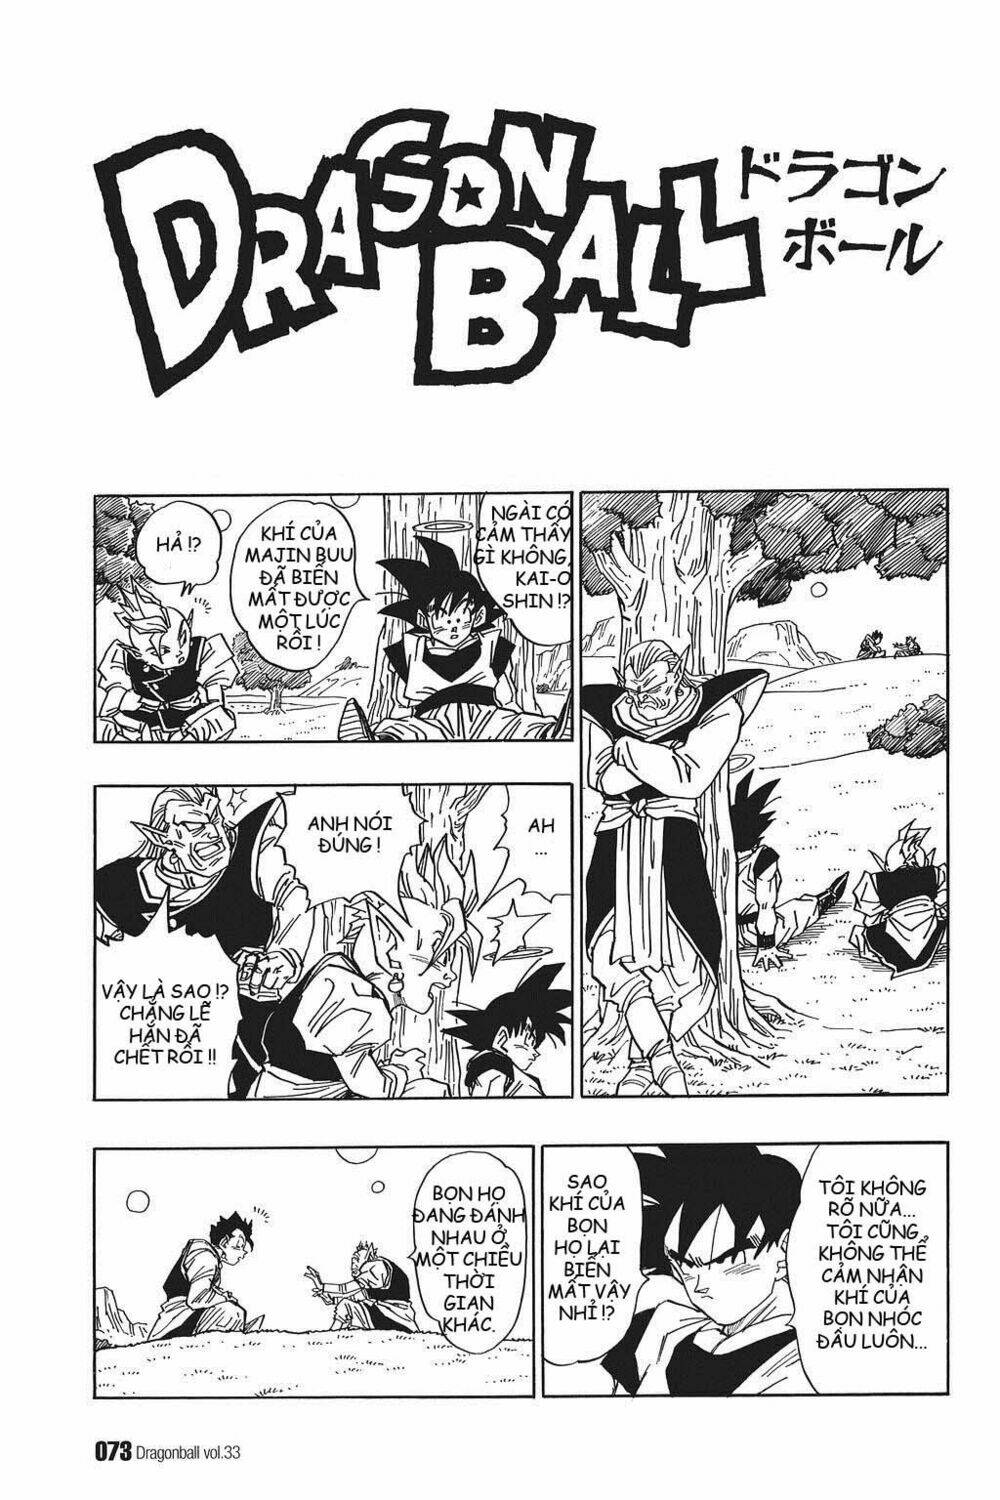 DRAGON
BALL
ドラゴン
ボール
NGÀI CÓ
CẢM THẤY
GÌ KHÔNG,
KAI-O
SHIN !?
KHÍ CỦA
MAJIN BUU
ĐÃ BIẾN
MẤT ĐƯỢC
MỘT LÚC
RỒI !
HẢ !?
AH
...
ANH NÓI
ĐÚNG !
VẬY LÀ SAO !?
CHẲNG LẼ
HẮN ĐÃ
CHẾT RỒI !!
TÔI KHÔNG
RÕ NỮA...
TÔI CŨNG
KHÔNG THỂ
CẢM NHẬN
KHÍ CỦA
BỌN NHÓC
ĐÂU LUÔN...
SAO
KHÍ CỦA
BỌN
HỌ LẠI
BIẾN
MẤT VẬY
NHỈ !?
BỌN HỌ
ĐANG ĐÁNH
NHAU Ở
MỘT CHIỀU
THỜI
GIAN
KHÁC.
073 Dragonball vol.33